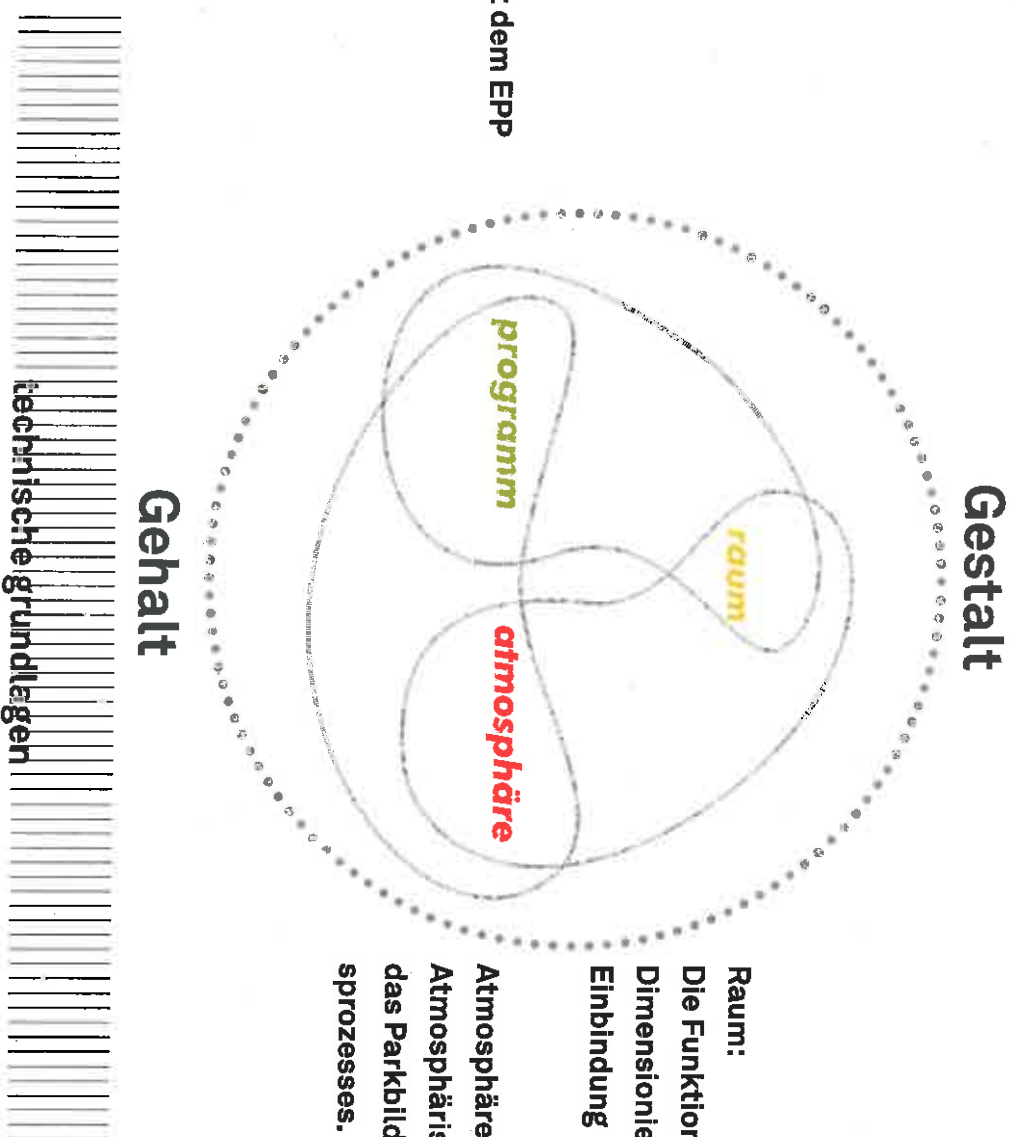 Gestalt
raum
programm atmosphäre
dem EPP
Raum:
Die Funktion
Dimensionie
Einbindung
Atmosphäre
Atmosphäris
das Parkbild
sprozesses.
Gehalt
technische grundlagen